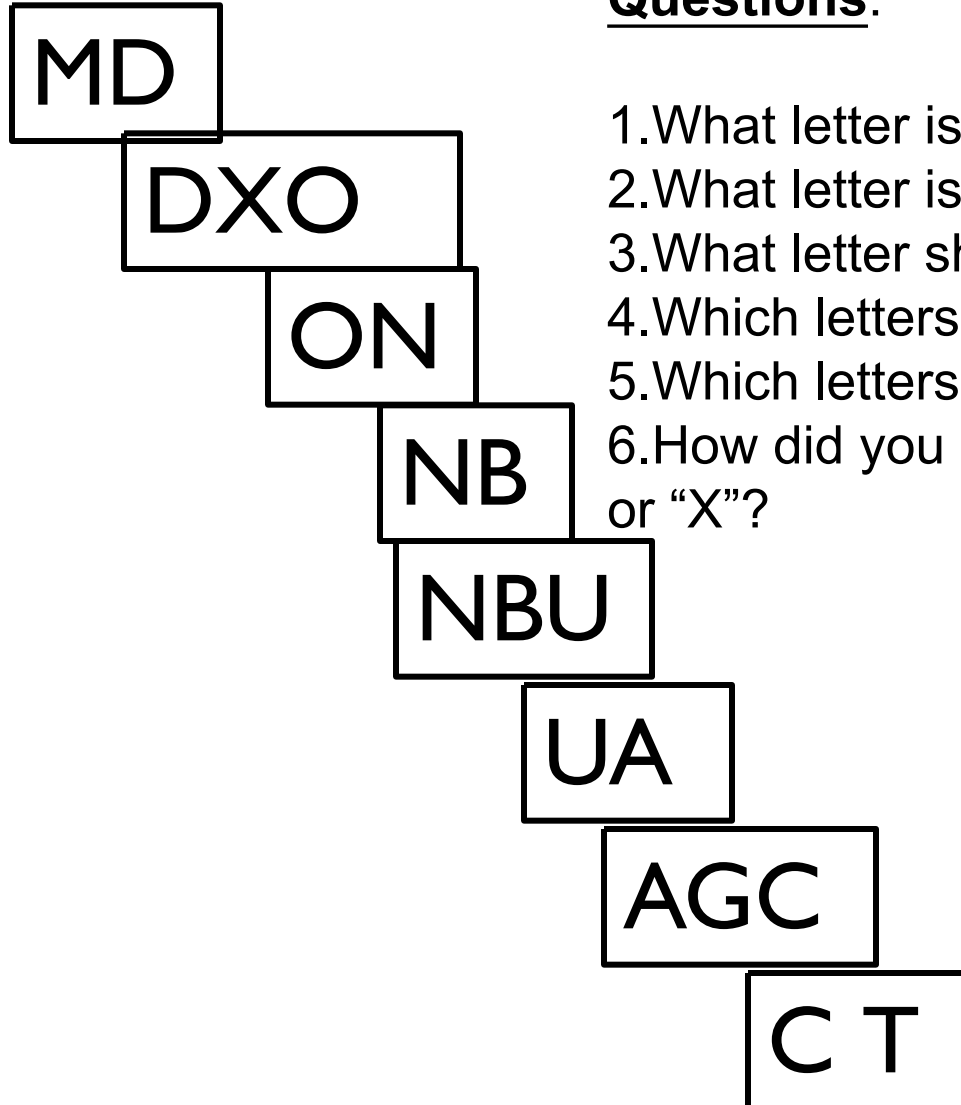 Questions:
MD
1.What letter is
DXO
2.What letter is
3.What letter s
ON
4.Which letters
5.Which letters
NB
6.How did you
or “X”?
NBU
UA
AGC
C T